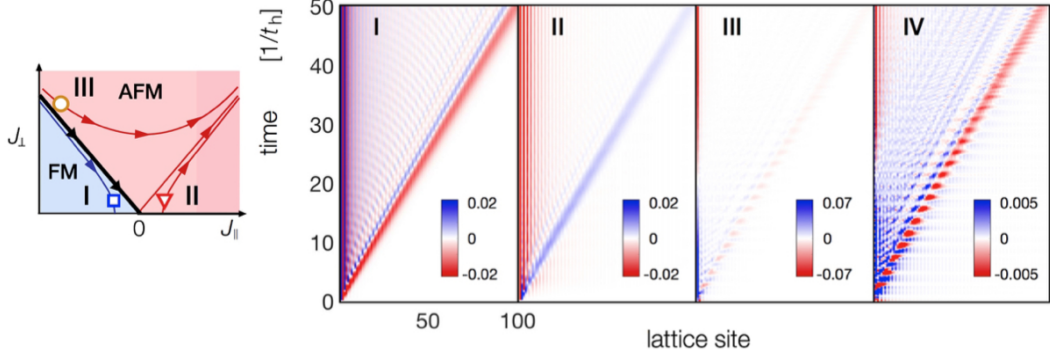 III AFM
J⊥
FM
I
II
0
J∥
time [1/t_h]
50
40
30
20
10
0
I
0.02
0
-0.02
II
0.02
0
-0.02
III
0.07
0
-0.07
IV
0.005
0
-0.005
50 100
lattice site